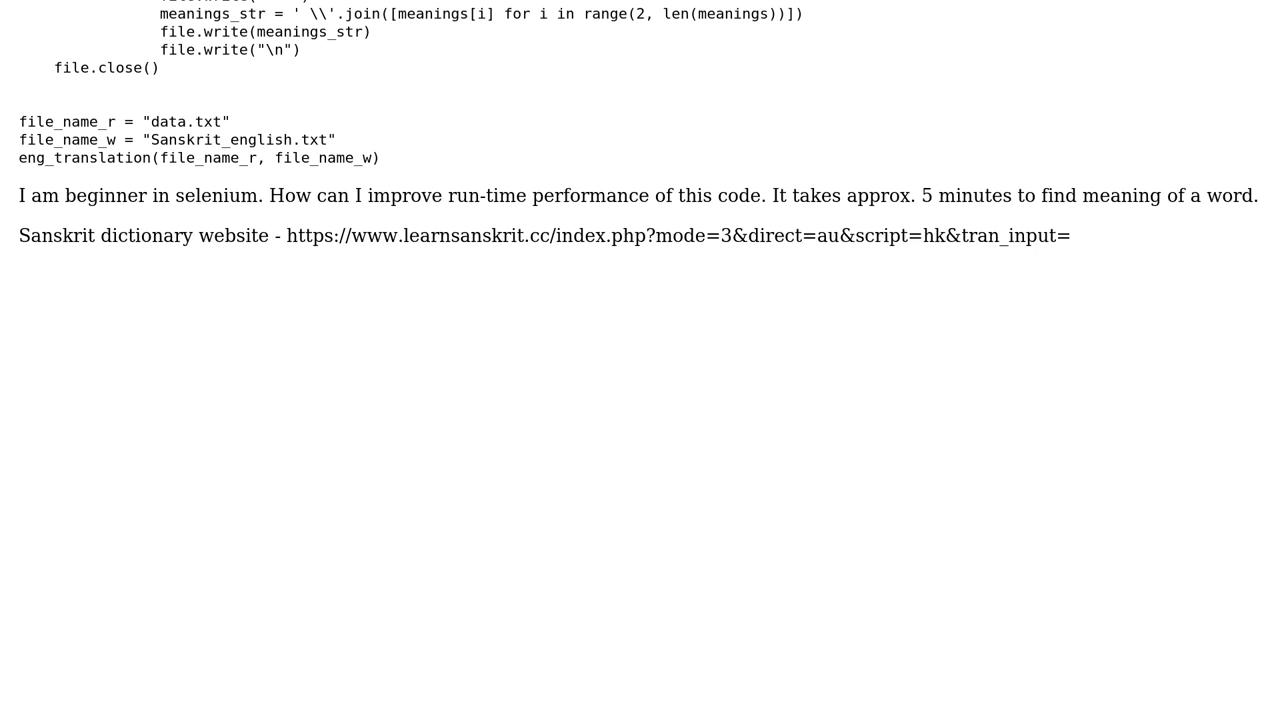 meanings_str = ' \\'.join([meanings[i] for i in range(2, len(meanings))])
file.write(meanings_str)
file.write("\n")
file.close()
file_name_r = "data.txt"
file_name_w = "Sanskrit_english.txt"
eng_translation(file_name_r, file_name_w)
I am beginner in selenium. How can I improve run-time performance of this code. It takes approx. 5 minutes to find meaning of a word.
Sanskrit dictionary website - https://www.learnsanskrit.cc/index.php?mode=3&direct=au&script=hk&tran_input=